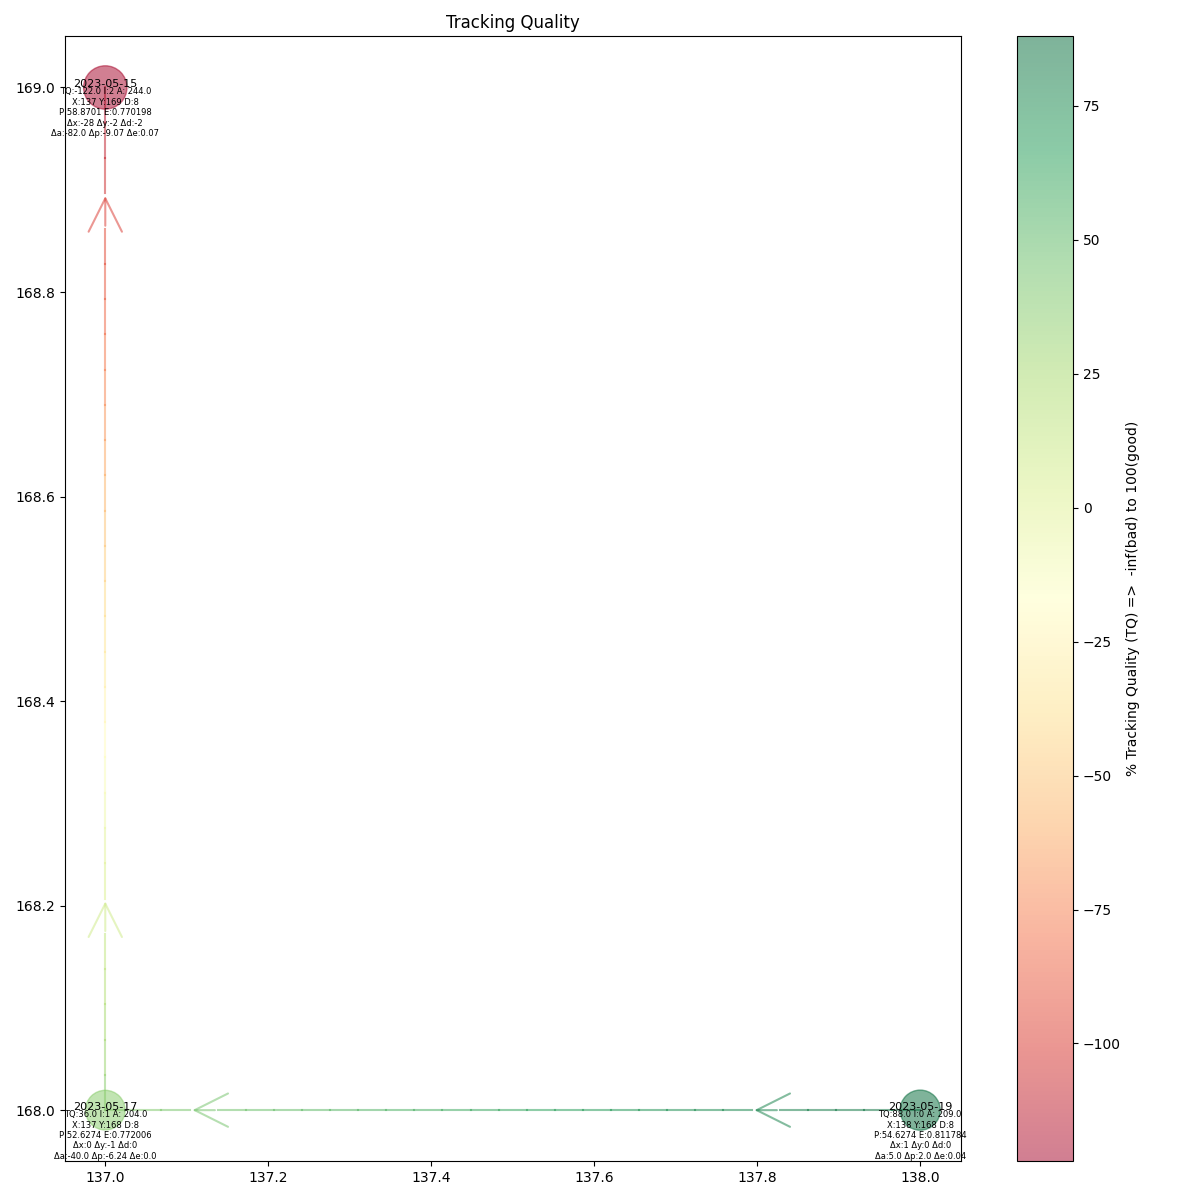 Tracking Quality
2023-05-15
TQ:-122.0 I:2 A: 244.0
X:137 Y:169 D:8
P:58.8701 E:0.770198
Δx:-28 Δy:-2 Δd:-2
Δa:-82.0 Δp:-9.07 Δe:0.07
169.0
168.8
168.6
168.4
168.2
168.0
2023-05-17
TQ:36.0 I:1 A: 204.0
X:137 Y:168 D:8
P:52.6274 E:0.772006
Δx:0 Δy:-1 Δd:0
Δa:-40.0 Δp:-6.24 Δe:0.0
2023-05-19
TQ:88.0 I:0 A: 209.0
X:138 Y:168 D:8
P:54.6274 E:0.811784
Δx:1 Δy:0 Δd:0
Δa:5.0 Δp:2.0 Δe:0.04
137.0 137.2 137.4 137.6 137.8 138.0
75
50
25
0
−25
−50
−75
−100
% Tracking Quality (TQ) => -inf(bad) to 100(good)